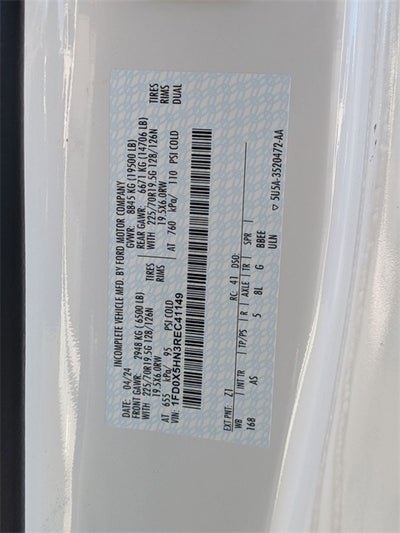 INCOMPLETE VEHICLE MFD. BY FORD MOTOR COMPANY
DATE: 04/24 GVWR: 8845 KG (19500 LB)
FRONT GAWR: 2948 KG (6500 LB) REAR GAWR: 6671 KG (14706 LB)
WITH 225/70R19.5G 128/126N TIRES WITH 225/70R19.5G 128/126N TIRES
19.5X6.0RW RIMS 19.5X6.0RW RIMS
AT 655 kPa/ 95 PSI COLD AT 760 kPa/ 110 PSI COLD DUAL
VIN: 1FD0X5HN3REC41149
EXT PNT: Z1 RC: 41 DSO:
WB INT TR TP/PS R AXLE TR SPR
168 AS 5 8L G BBEE
ULN
▽ 5U5A-3520472-AA